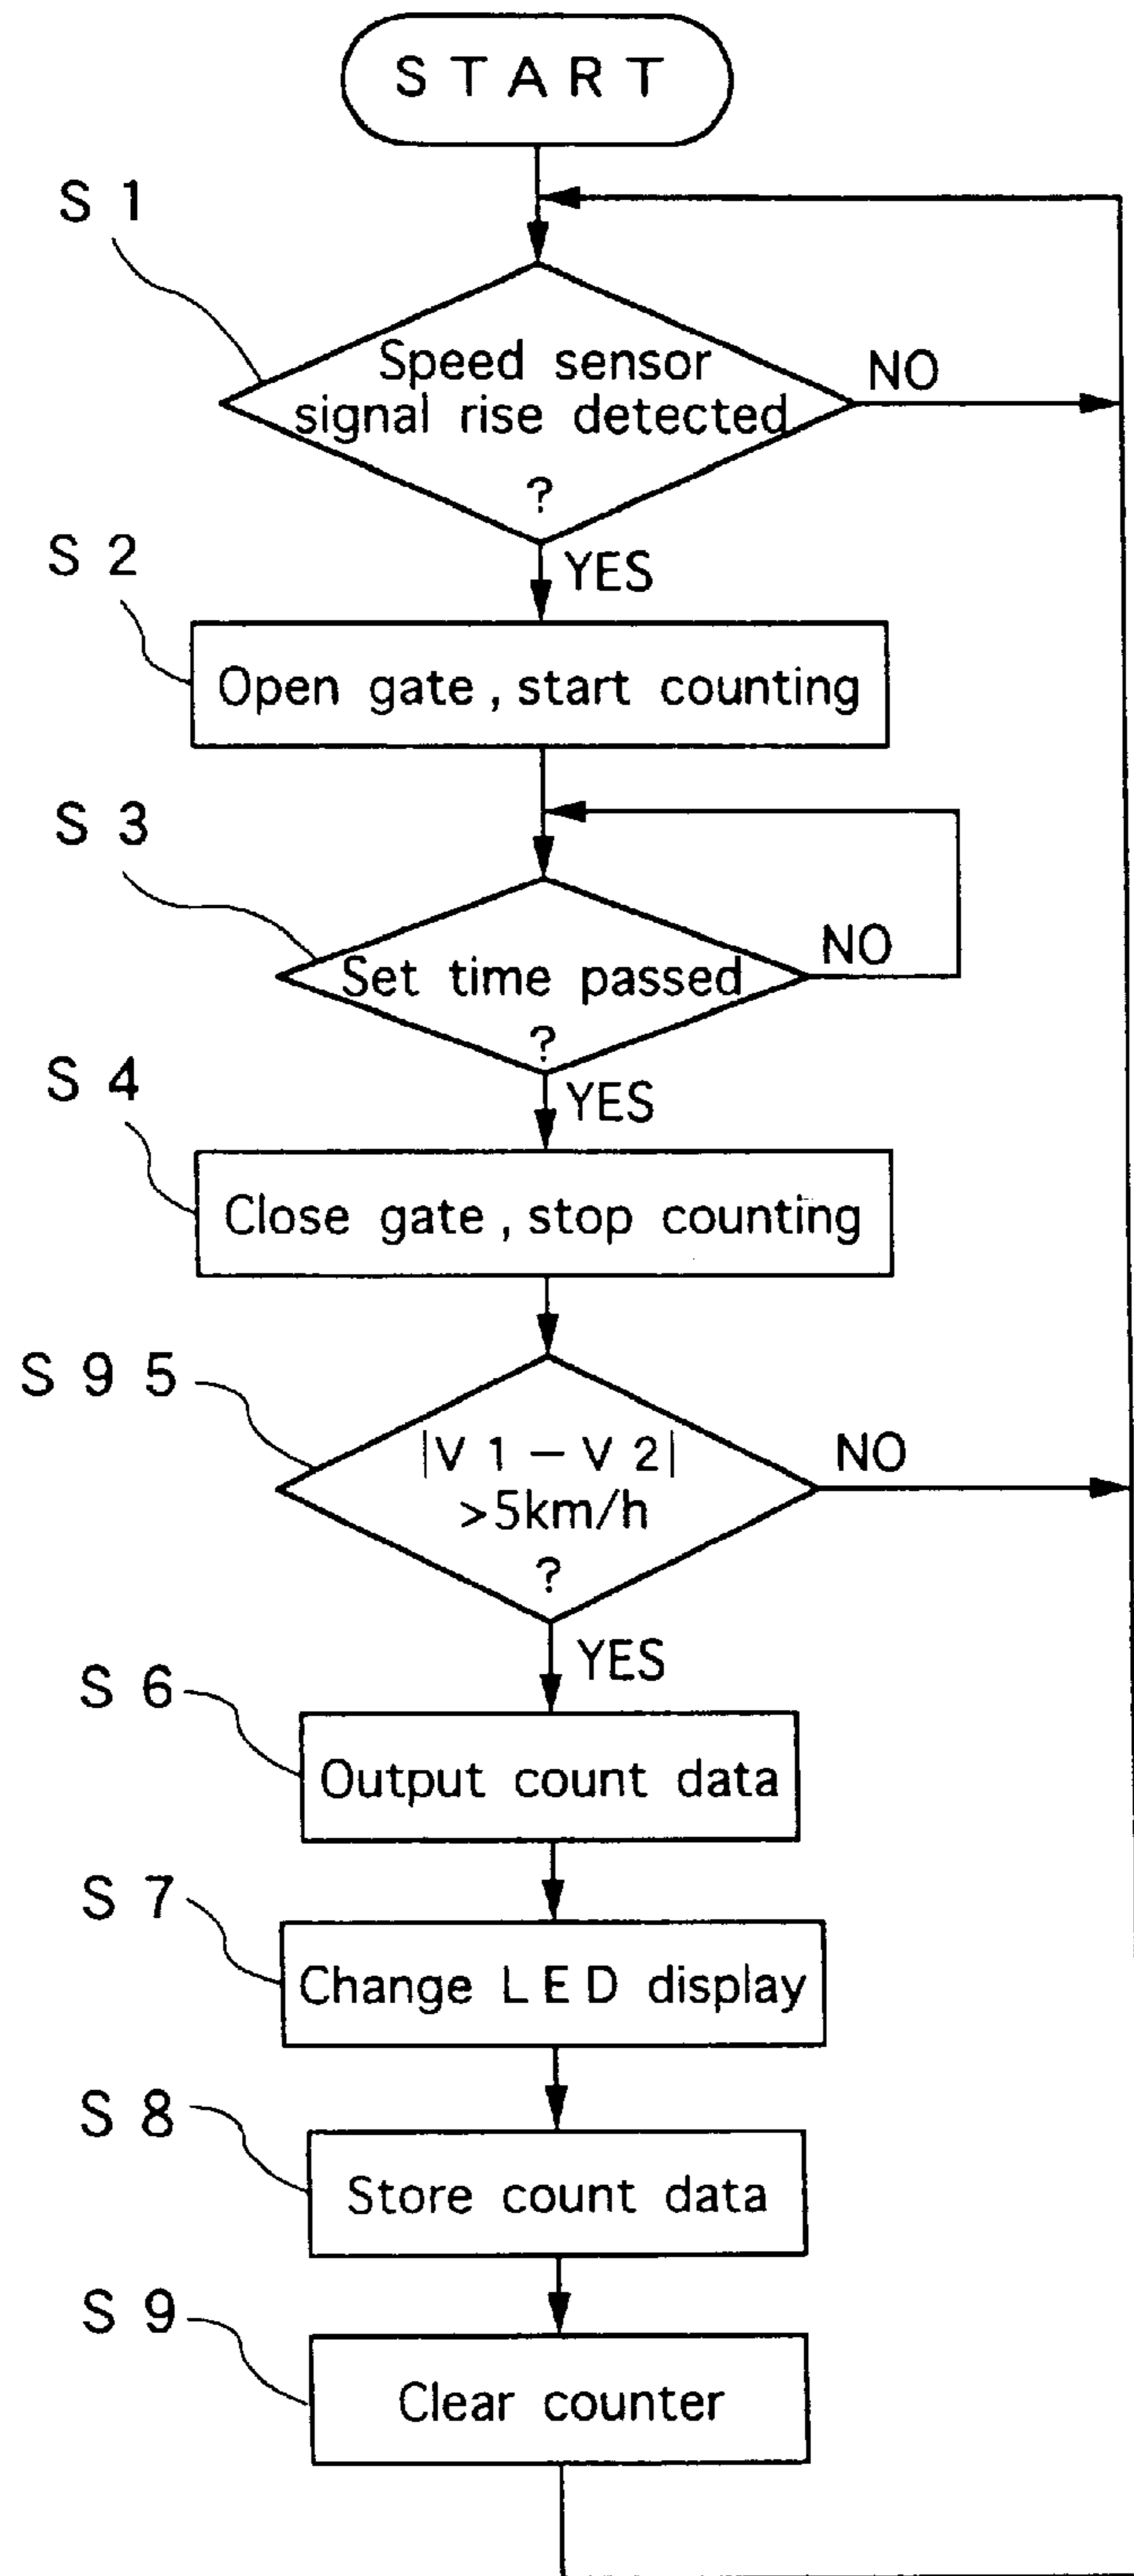 START
S 1
Speed sensor
signal rise detected
?
NO
YES
S 2
Open gate, start counting
S 3
Set time passed
?
NO
YES
S 4
Close gate, stop counting
S 9 5
|V 1 – V 2|
>5km/h
?
NO
YES
S 6
Output count data
S 7
Change LED display
S 8
Store count data
S 9
Clear counter